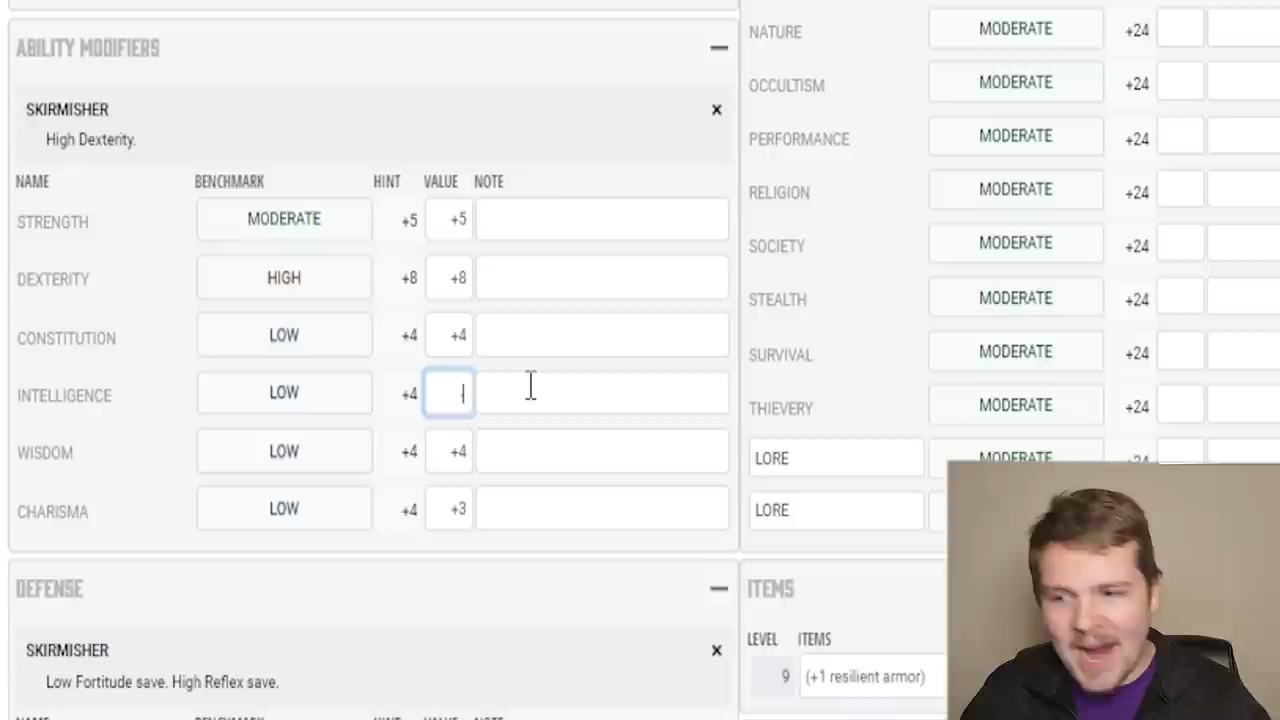 ABILITY MODIFIERS
SKIRMISHER
High Dexterity.
NAME BENCHMARK HINT VALUE NOTE
STRENGTH MODERATE +5 +5
DEXTERITY HIGH +8 +8
CONSTITUTION LOW +4 +4
INTELLIGENCE LOW +4
WISDOM LOW +4 +4
CHARISMA LOW +4 +3
DEFENSE
SKIRMISHER
Low Fortitude save. High Reflex save.
NATURE MODERATE +24
OCCULTISM MODERATE +24
PERFORMANCE MODERATE +24
RELIGION MODERATE +24
SOCIETY MODERATE +24
STEALTH MODERATE +24
SURVIVAL MODERATE +24
THIEVERY MODERATE +24
LORE MODERATE +24
LORE
ITEMS
LEVEL ITEMS
9 (+1 resilient armor)